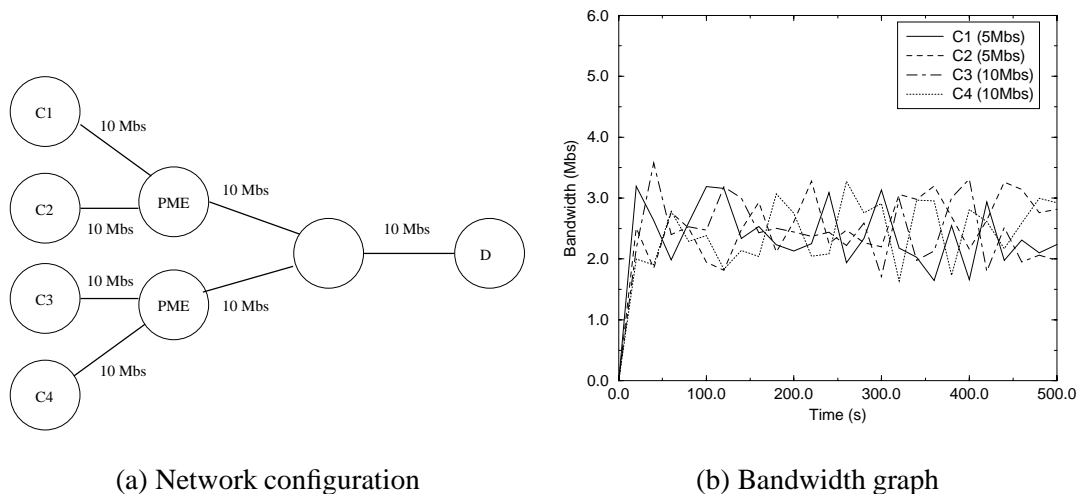 C1
10 Mbs
C2
10 Mbs
PME
10 Mbs
C3
10 Mbs
PME
10 Mbs
C4
10 Mbs
10 Mbs
D
(a) Network configuration
6.0
5.0
4.0
3.0
2.0
1.0
0.0
Bandwidth (Mbs)
0.0 100.0 200.0 300.0 400.0 500.0
Time (s)
C1 (5Mbs)
C2 (5Mbs)
C3 (10Mbs)
C4 (10Mbs)
(b) Bandwidth graph